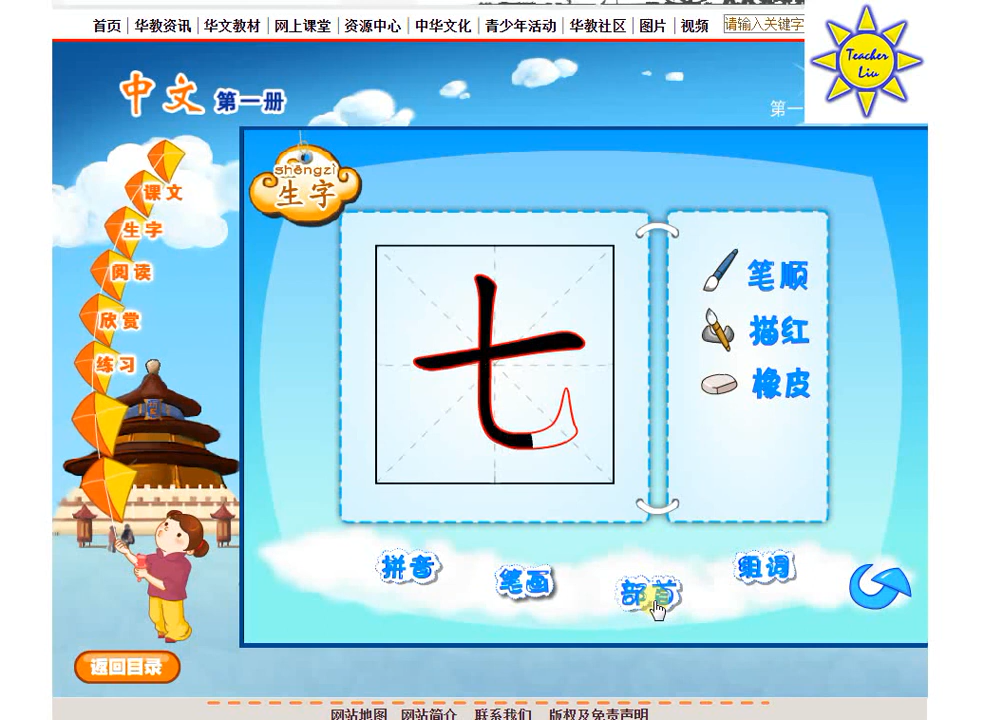 首页 华教资讯 华文教材 网上课堂 资源中心 中华文化 青少年活动 华教社区 图片 视频 请输入关键字
Teacher
Liu
中文 第一册
第一
shēngzì
生字
课文
生字
阅读
欣赏
练习
七
笔顺
描红
橡皮
拼音
笔画
部首
组词
返回目录
网站地图 网站简介 联系我们 版权及免责声明